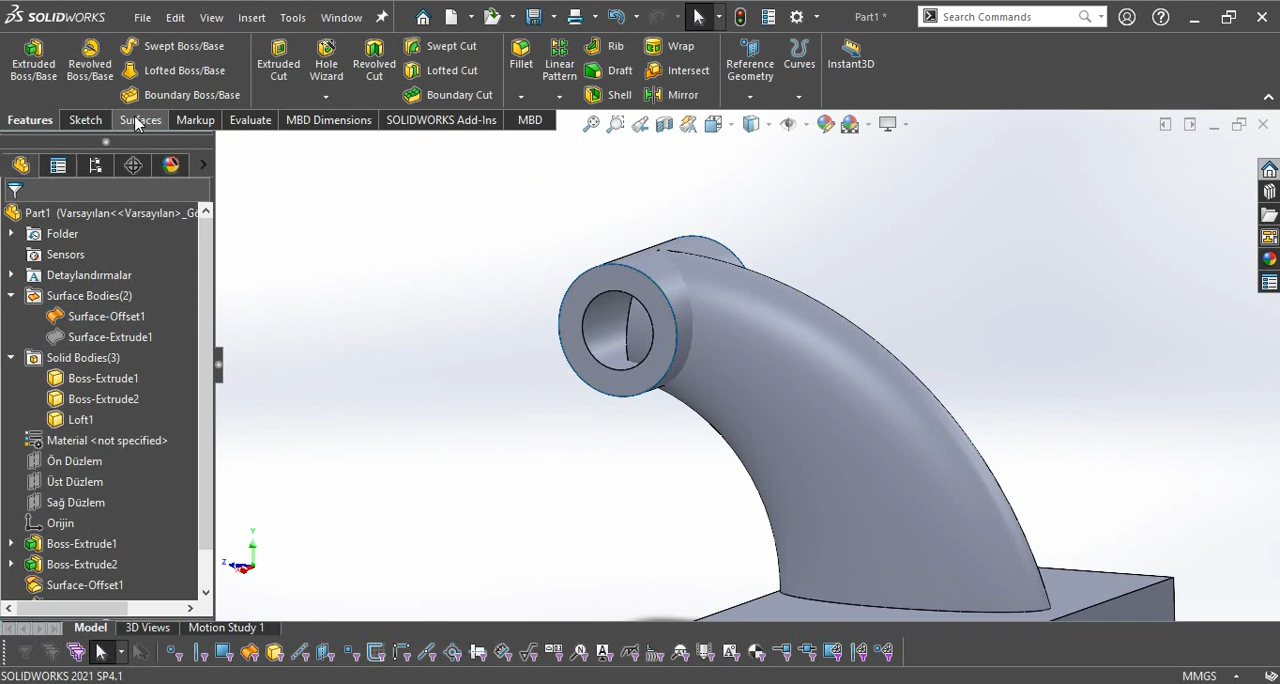 SOLIDWORKS File Edit View Insert Tools Window Part1 * Search Commands
Extruded Boss/Base
Revolved Boss/Base
Swept Boss/Base
Lofted Boss/Base
Boundary Boss/Base
Extruded Cut
Hole Wizard
Revolved Cut
Swept Cut
Lofted Cut
Boundary Cut
Fillet
Linear Pattern
Rib
Draft
Shell
Wrap
Intersect
Mirror
Reference Geometry
Curves
Instant3D
Features Sketch Surfaces Markup Evaluate MBD Dimensions SOLIDWORKS Add-Ins MBD
Part1 (Varsayılan<<Varsayılan>_Gö
Folder
Sensors
Detaylandırmalar
Surface Bodies(2)
Surface-Offset1
Surface-Extrude1
Solid Bodies(3)
Boss-Extrude1
Boss-Extrude2
Loft1
Material <not specified>
Ön Düzlem
Üst Düzlem
Sağ Düzlem
Orijin
Boss-Extrude1
Boss-Extrude2
Surface-Offset1
Y
Z
Model 3D Views Motion Study 1
SOLIDWORKS 2021 SP4.1 MMGS